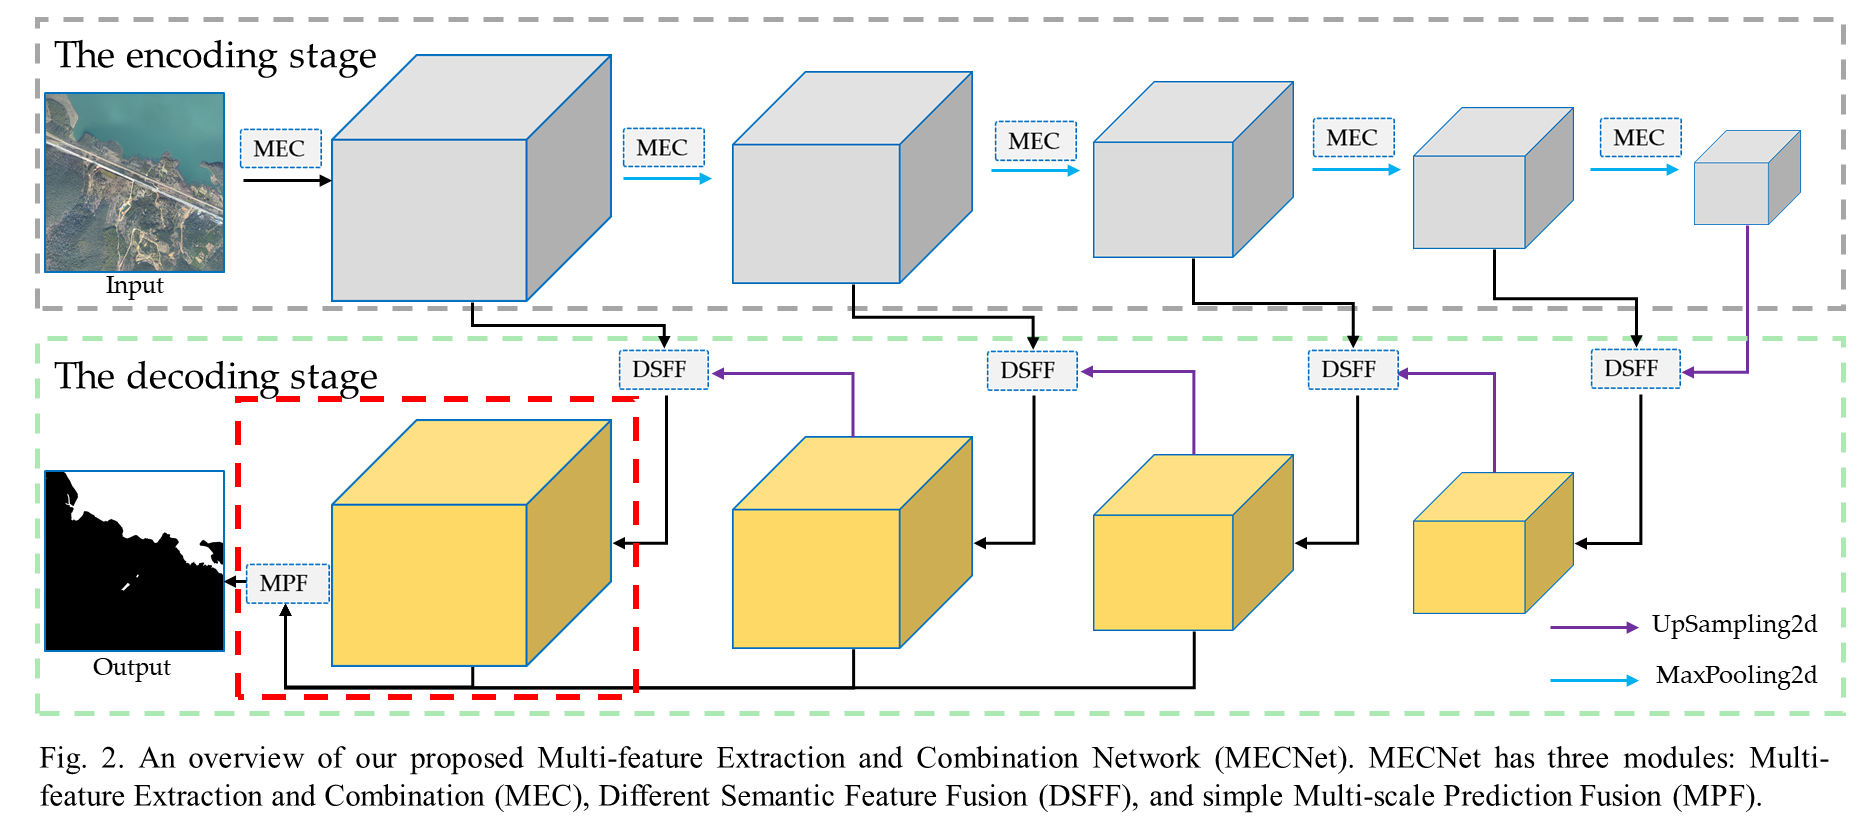 The encoding stage
MEC
MEC
MEC
MEC
MEC
Input
DSFF
DSFF
DSFF
DSFF
The decoding stage
MPF
Output
UpSampling2d
MaxPooling2d
Fig. 2. An overview of our proposed Multi-feature Extraction and Combination Network (MECNet). MECNet has three modules: Multi-
feature Extraction and Combination (MEC), Different Semantic Feature Fusion (DSFF), and simple Multi-scale Prediction Fusion (MPF).